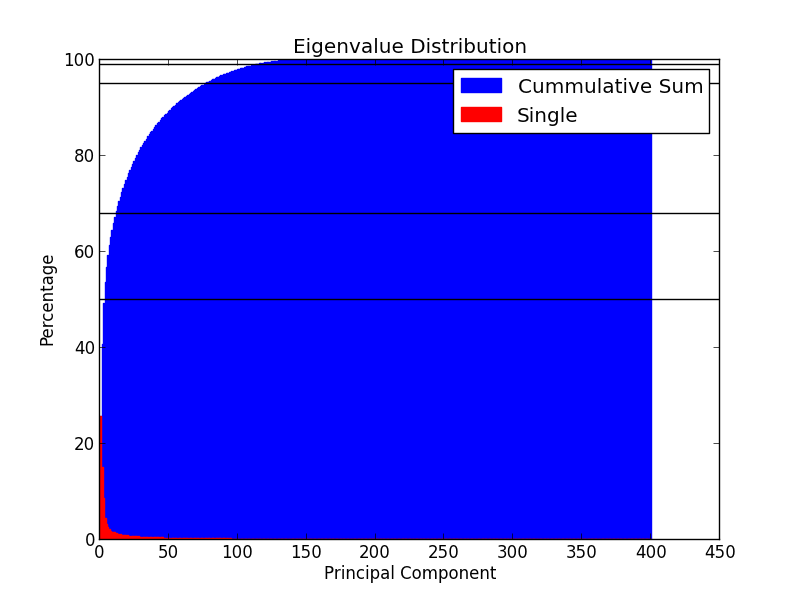 Eigenvalue Distribution
100
80
60
40
20
0
Percentage
Cummulative Sum
Single
0 50 100 150 200 250 300 350 400 450
Principal Component